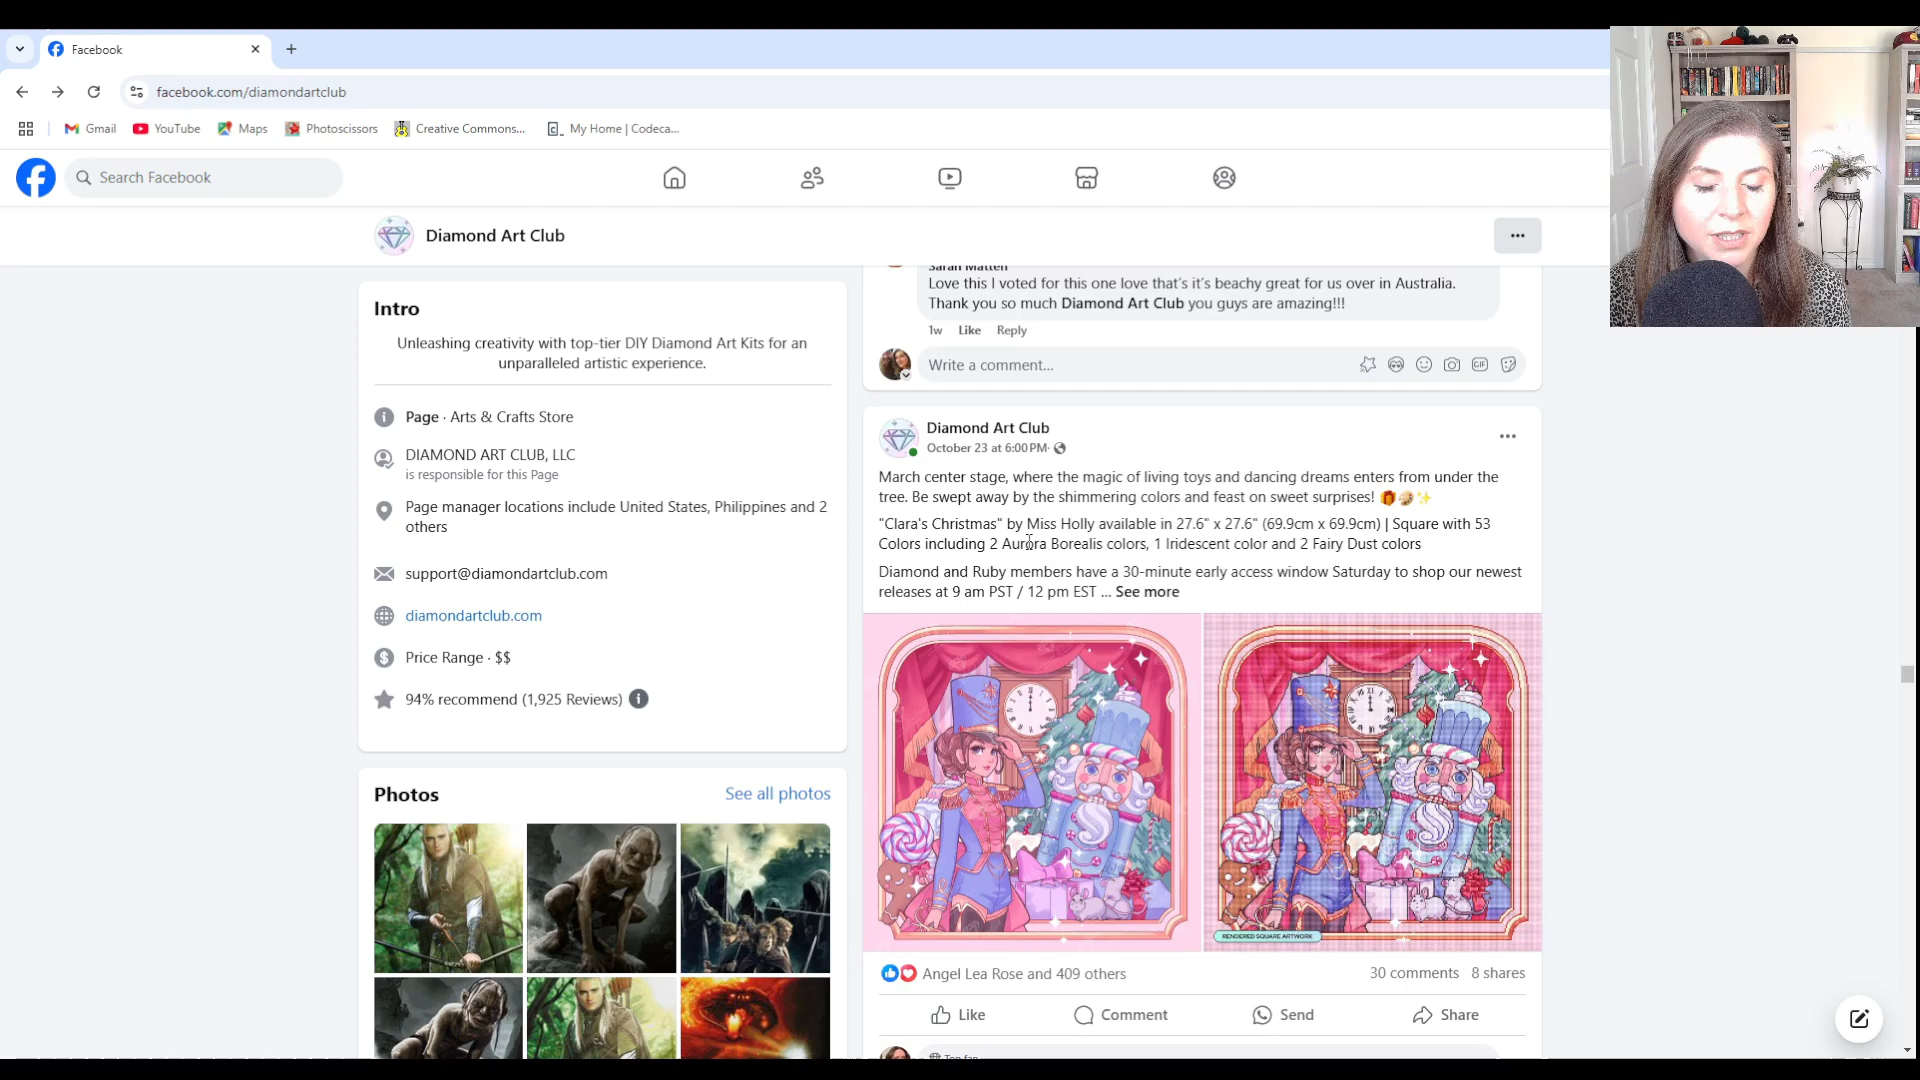 Facebook
facebook.com/diamondartclub
Gmail
YouTube
Maps
Photoscissors
Creative Commons...
My Home | Codeca...
Search Facebook
Diamond Art Club
Intro
Unleashing creativity with top-tier DIY Diamond Art Kits for an
unparalleled artistic experience.
Page · Arts & Crafts Store
DIAMOND ART CLUB, LLC
is responsible for this Page
Page manager locations include United States, Philippines and 2
others
support@diamondartclub.com
diamondartclub.com
Price Range · $$
94% recommend (1,925 Reviews)
Photos
See all photos
Sarah Matten
Love this I voted for this one love that's it's beachy great for us over in Australia.
Thank you so much Diamond Art Club you guys are amazing!!!
1w Like Reply
Write a comment...
GIF
Diamond Art Club
October 23 at 6:00 PM ·
March center stage, where the magic of living toys and dancing dreams enters from under the
tree. Be swept away by the shimmering colors and feast on sweet surprises! 🎁🍪✨
"Clara's Christmas" by Miss Holly available in 27.6" x 27.6" (69.9cm x 69.9cm) | Square with 53
Colors including 2 Aurora Borealis colors, 1 Iridescent color and 2 Fairy Dust colors
Diamond and Ruby members have a 30-minute early access window Saturday to shop our newest
releases at 9 am PST / 12 pm EST ... See more
RENDERED SQUARE ARTWORK
Angel Lea Rose and 409 others
30 comments 8 shares
Like
Comment
Send
Share
Top fan